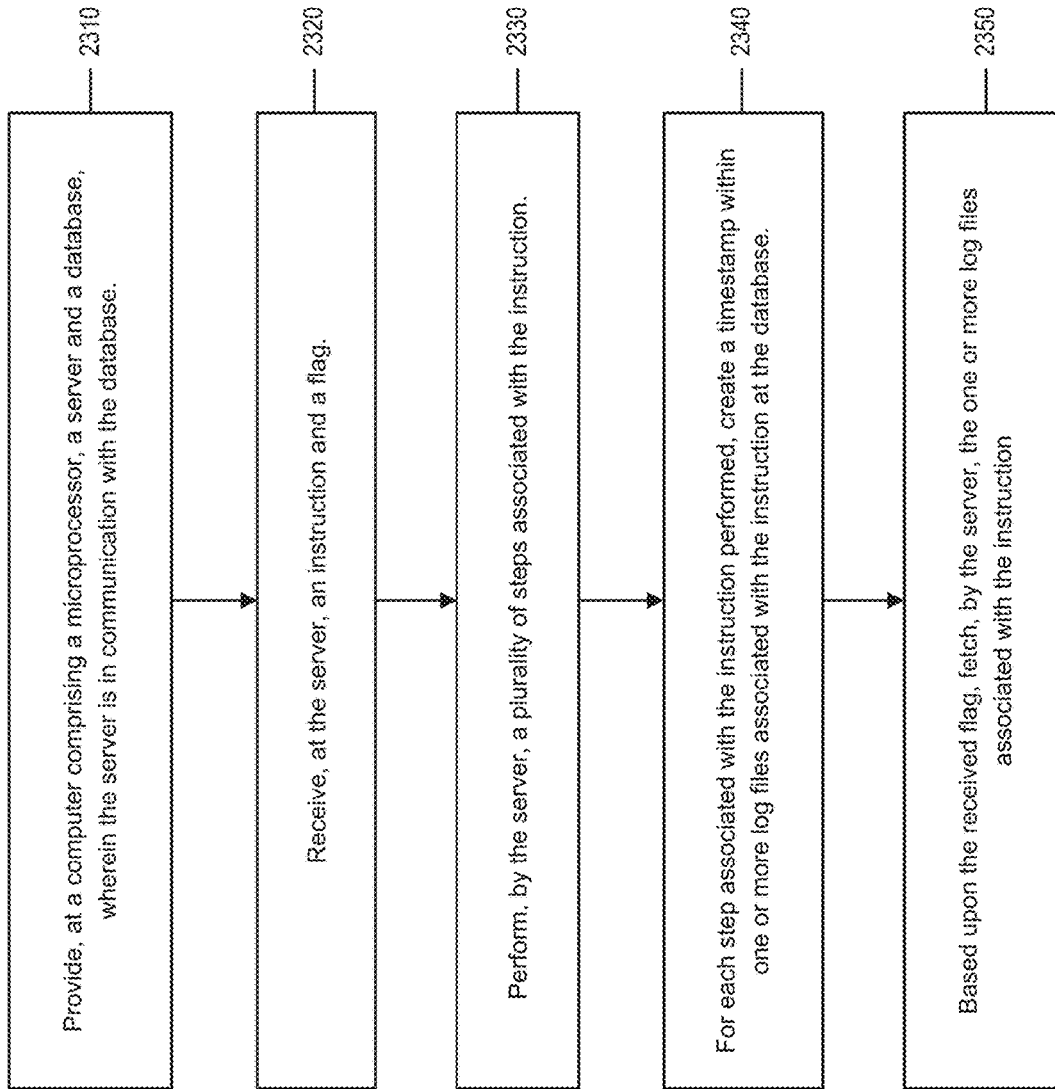 Provide, at a computer comprising a microprocessor, a server and a database,
wherein the server is in communication with the database.
2310
Receive, at the server, an instruction and a flag.
2320
Perform, by the server, a plurality of steps associated with the instruction.
2330
For each step associated with the instruction performed, create a timestamp within
one or more log files associated with the instruction at the database.
2340
Based upon the received flag, fetch, by the server, the one or more log files
associated with the instruction
2350